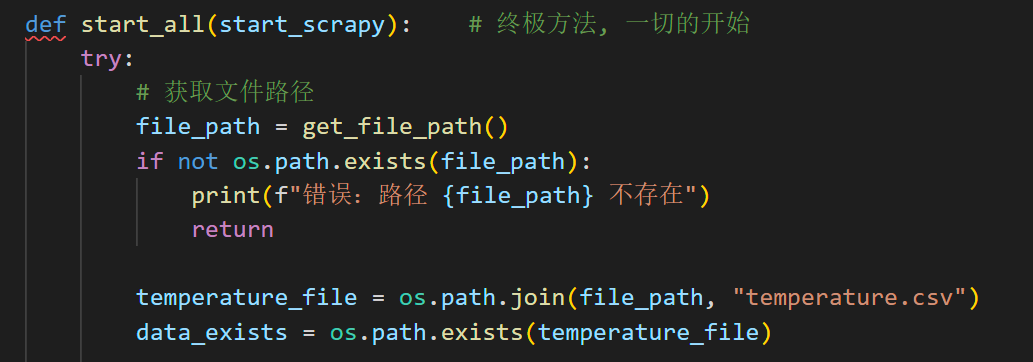 def start_all(start_scrapy):    # 终极方法, 一切的开始
    try:
        # 获取文件路径
        file_path = get_file_path()
        if not os.path.exists(file_path):
            print(f"错误：路径 {file_path} 不存在")
            return

        temperature_file = os.path.join(file_path, "temperature.csv")
        data_exists = os.path.exists(temperature_file)